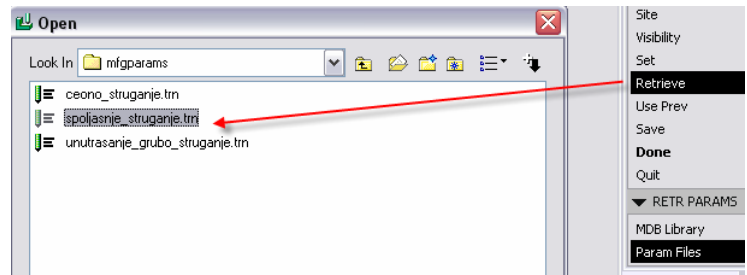 Open
Look In mfgparams
ceono_struganje.trn
spoljasnje_struganje.trn
unutrasanje_grubo_struganje.trn
Site
Visibility
Set
Retrieve
Use Prev
Save
Done
Quit
RETR PARAMS
MDB Library
Param Files